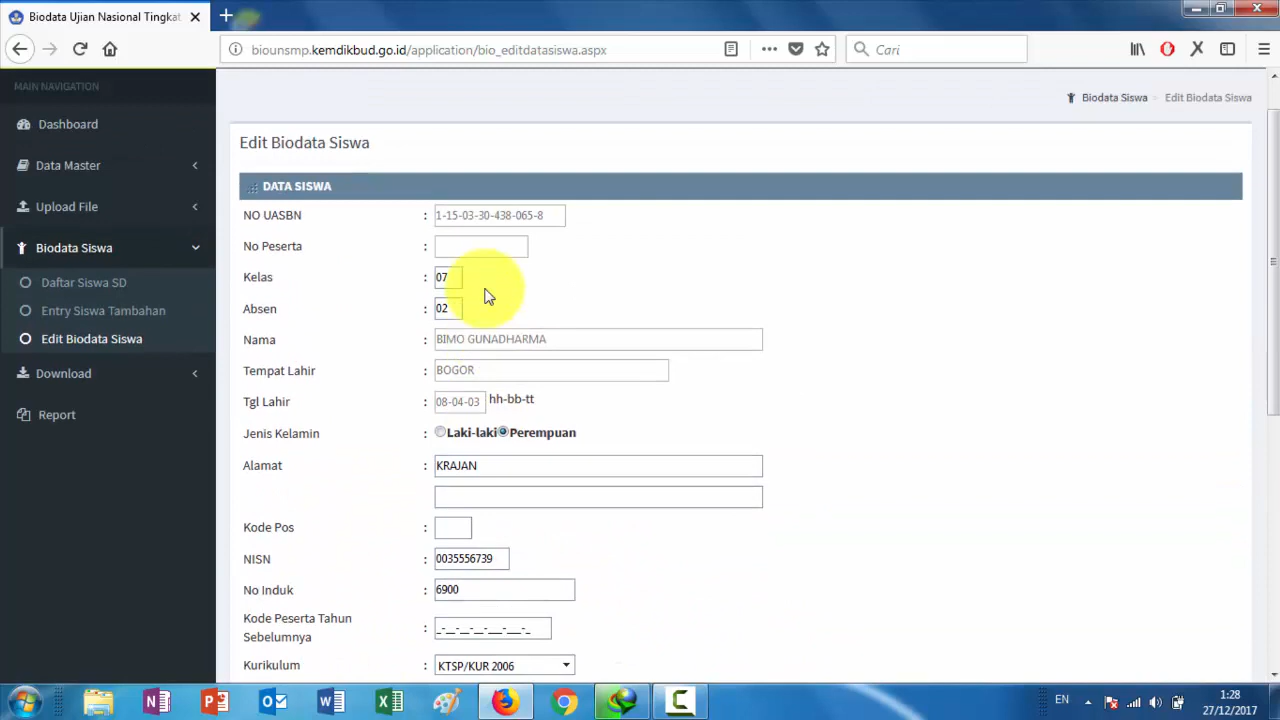 Biodata Ujian Nasional Tingkat
biounsmp.kemdikbud.go.id/application/bio_editdatasiswa.aspx
Cari
MAIN NAVIGATION
Dashboard
Data Master
Upload File
Biodata Siswa
Daftar Siswa SD
Entry Siswa Tambahan
Edit Biodata Siswa
Download
Report
Biodata Siswa Edit Biodata Siswa
Edit Biodata Siswa
DATA SISWA
NO UASBN : 1-15-03-30-438-065-8
No Peserta :
Kelas : 07
Absen : 02
Nama : BIMO GUNADHARMA
Tempat Lahir : BOGOR
Tgl Lahir : 08-04-03 hh-bb-tt
Jenis Kelamin : Laki-laki Perempuan
Alamat : KRAJAN
Kode Pos :
NISN : 0035556739
No Induk : 6900
Kode Peserta Tahun
Sebelumnya : _-__-__-__-___-___-_
Kurikulum : KTSP/KUR 2006
EN
1:28
27/12/2017